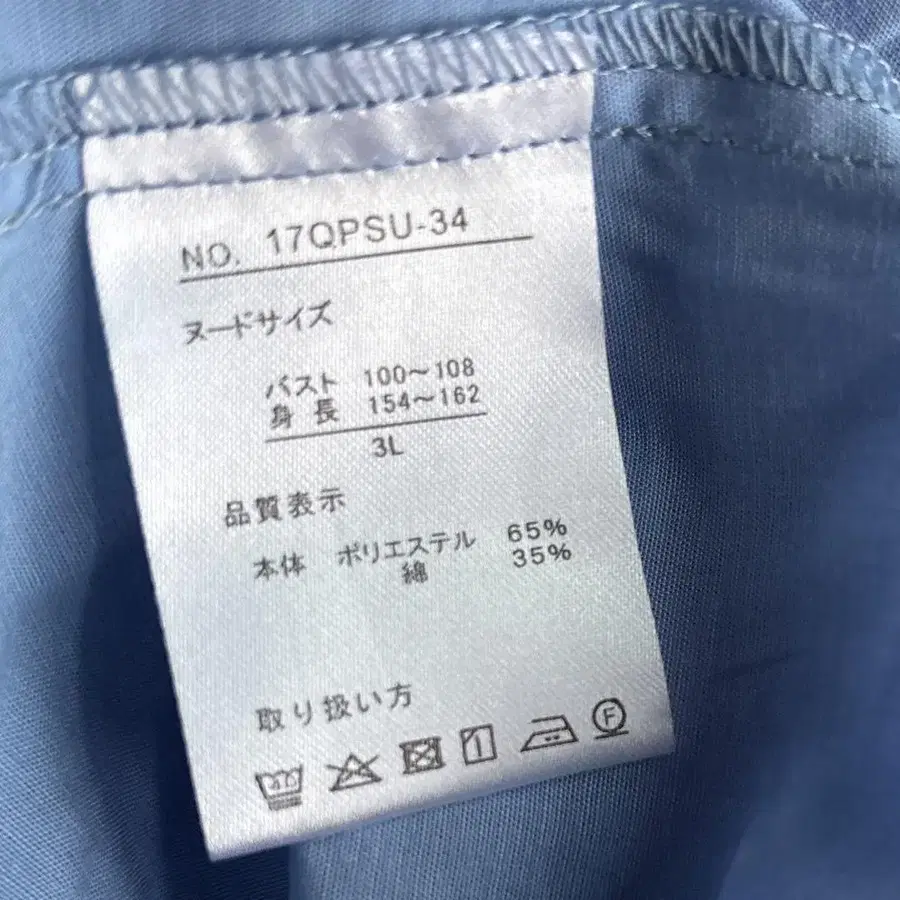 NO. 17QPSU-34
ヌードサイズ
バスト 100～108
身長 154～162
3L
品質表示
本体 ポリエステル 65%
綿 35%
取り扱い方
F